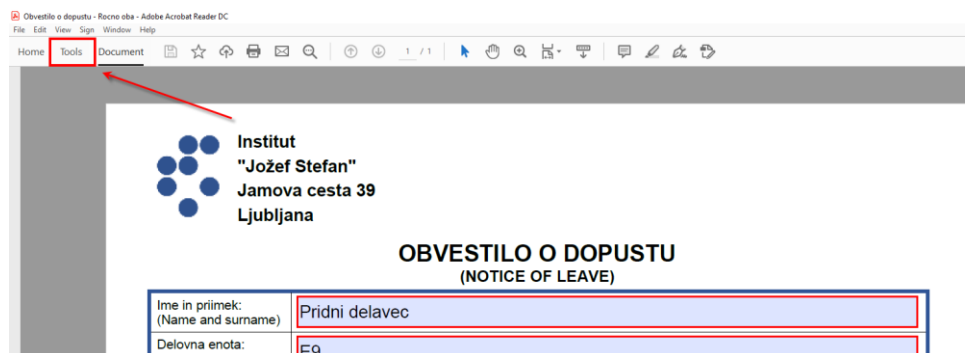 Obvestilo o dopustu - Rocno oba - Adobe Acrobat Reader DC
File Edit View Sign Window Help
Home Tools Document 1 / 1
Institut
"Jožef Stefan"
Jamova cesta 39
Ljubljana
OBVESTILO O DOPUSTU
(NOTICE OF LEAVE)
Ime in priimek:
(Name and surname)
Pridni delavec
Delovna enota: